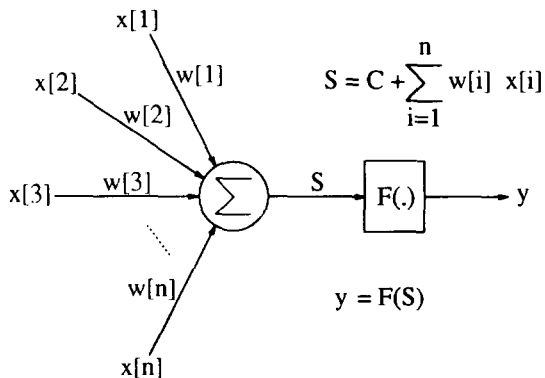 x[1]
w[1]
x[2]
w[2]
n
S = C + ∑ w[i] x[i]
i=1
x[3]
w[3]
∑
S
F(.)
y
w[n]
y = F(S)
x[n]